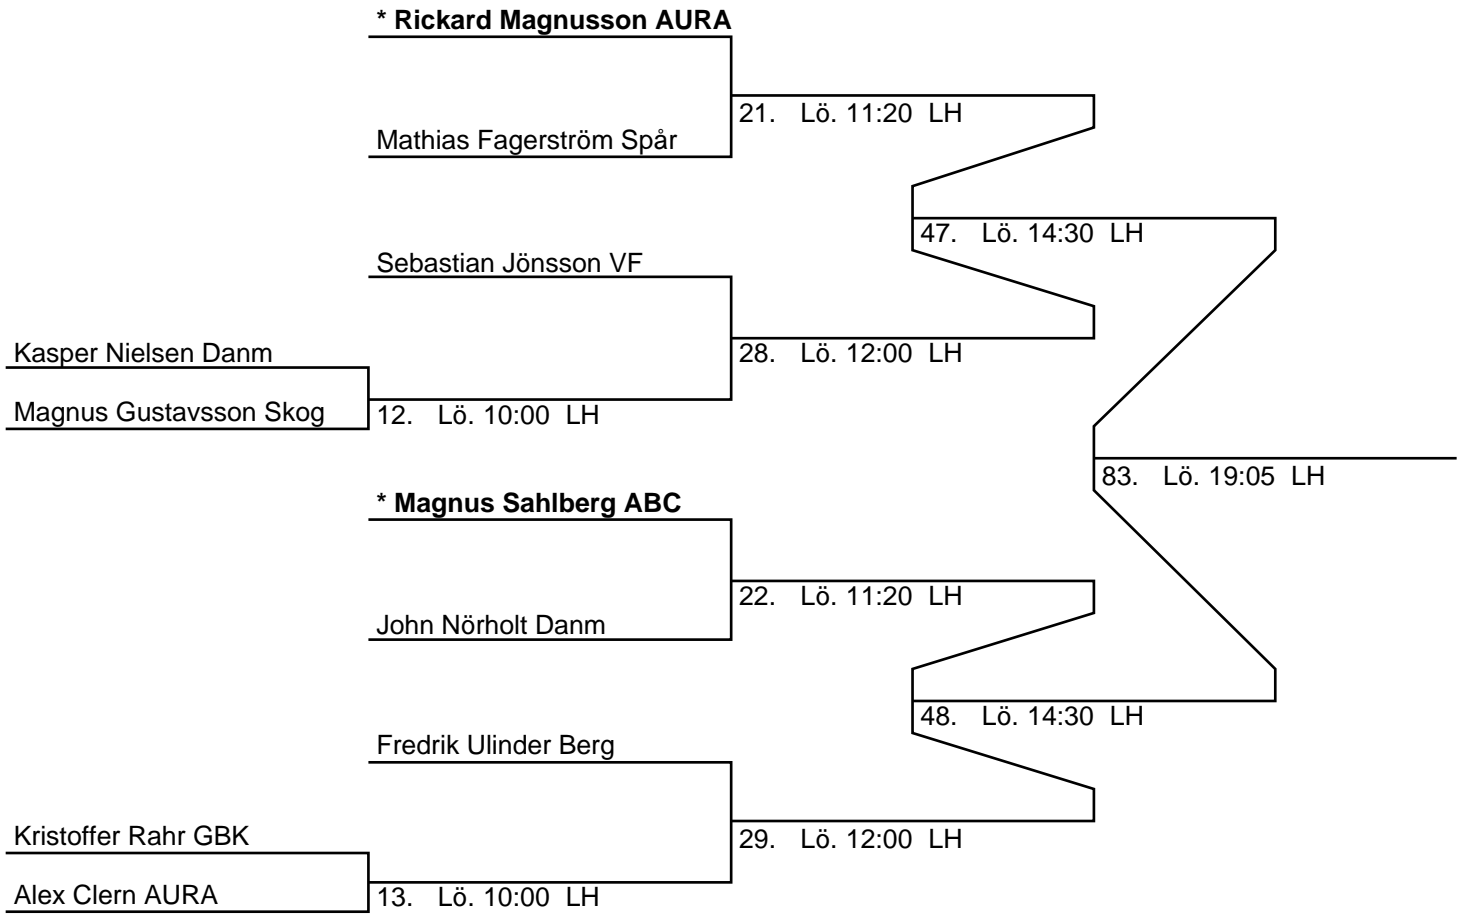 * Rickard Magnusson AURA
21. Lö. 11:20 LH
Mathias Fagerström Spår
47. Lö. 14:30 LH
Sebastian Jönsson VF
Kasper Nielsen Danm
28. Lö. 12:00 LH
Magnus Gustavsson Skog
12. Lö. 10:00 LH
83. Lö. 19:05 LH
* Magnus Sahlberg ABC
22. Lö. 11:20 LH
John Nörholt Danm
48. Lö. 14:30 LH
Fredrik Ulinder Berg
Kristoffer Rahr GBK
29. Lö. 12:00 LH
Alex Clern AURA
13. Lö. 10:00 LH